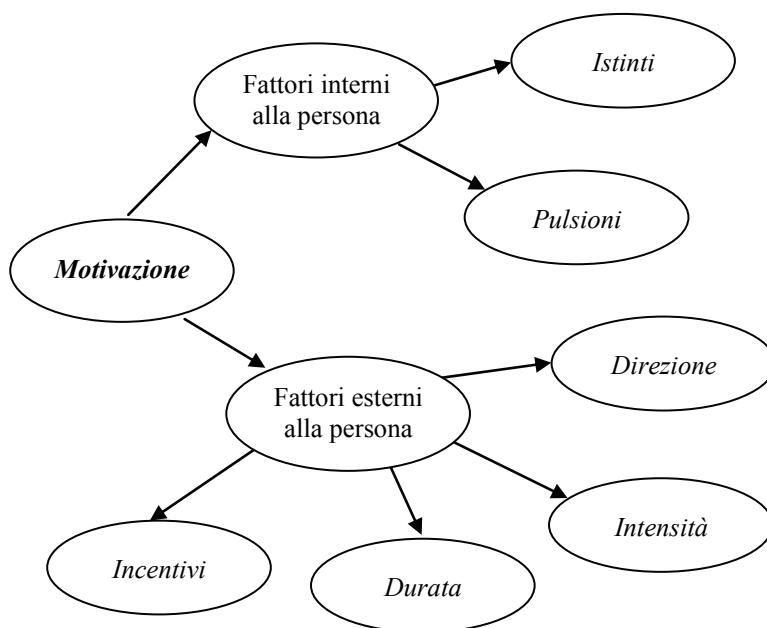 Istinti
Fattori interni
alla persona
Pulsioni
Motivazione
Direzione
Fattori esterni
alla persona
Intensità
Incentivi
Durata